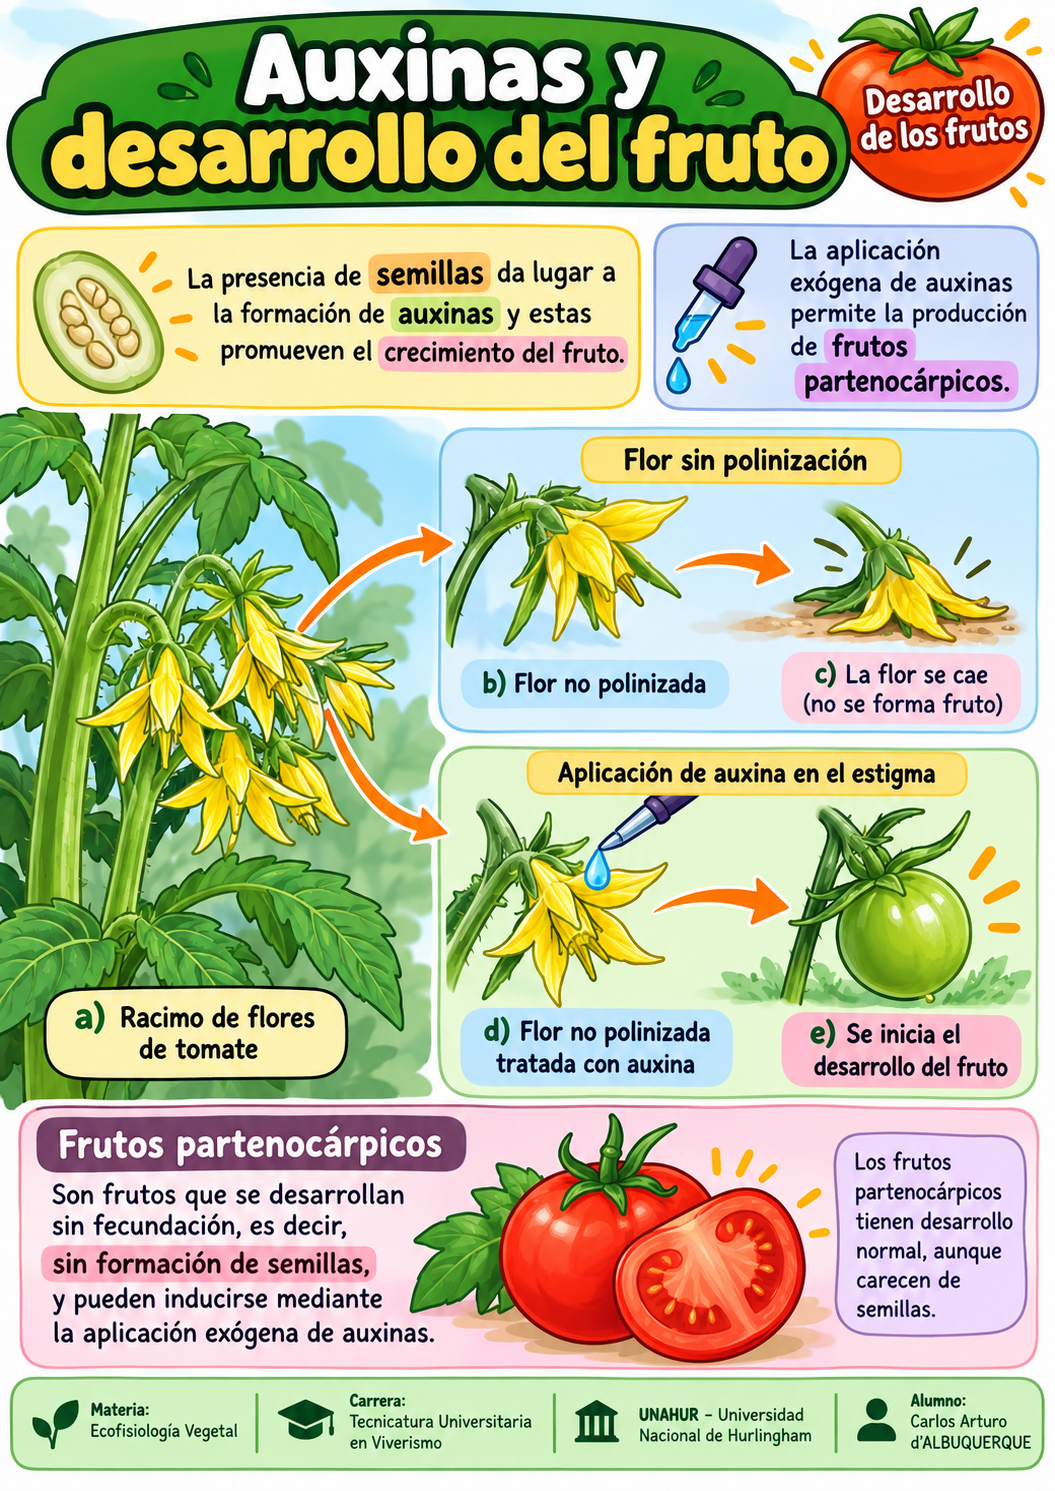 Auxinas y
desarrollo del fruto
Desarrollo
de los frutos
La presencia de semillas da lugar a
la formación de auxinas y estas
promueven el crecimiento del fruto.
La aplicación
exógena de auxinas
permite la producción
de frutos
partenocárpicos.
Flor sin polinización
b) Flor no polinizada
c) La flor se cae
(no se forma fruto)
Aplicación de auxina en el estigma
d) Flor no polinizada
tratada con auxina
e) Se inicia el
desarrollo del fruto
a) Racimo de flores
de tomate
Frutos partenocárpicos
Son frutos que se desarrollan
sin fecundación, es decir,
sin formación de semillas,
y pueden inducirse mediante
la aplicación exógena de auxinas.
Los frutos
partenocárpicos
tienen desarrollo
normal, aunque
carecen de
semillas.
Materia:
Ecofisiología Vegetal
Carrera:
Tecnicatura Universitaria
en Viverismo
UNAHUR – Universidad
Nacional de Hurlingham
Alumno:
Carlos Arturo
d'ALBUQUERQUE